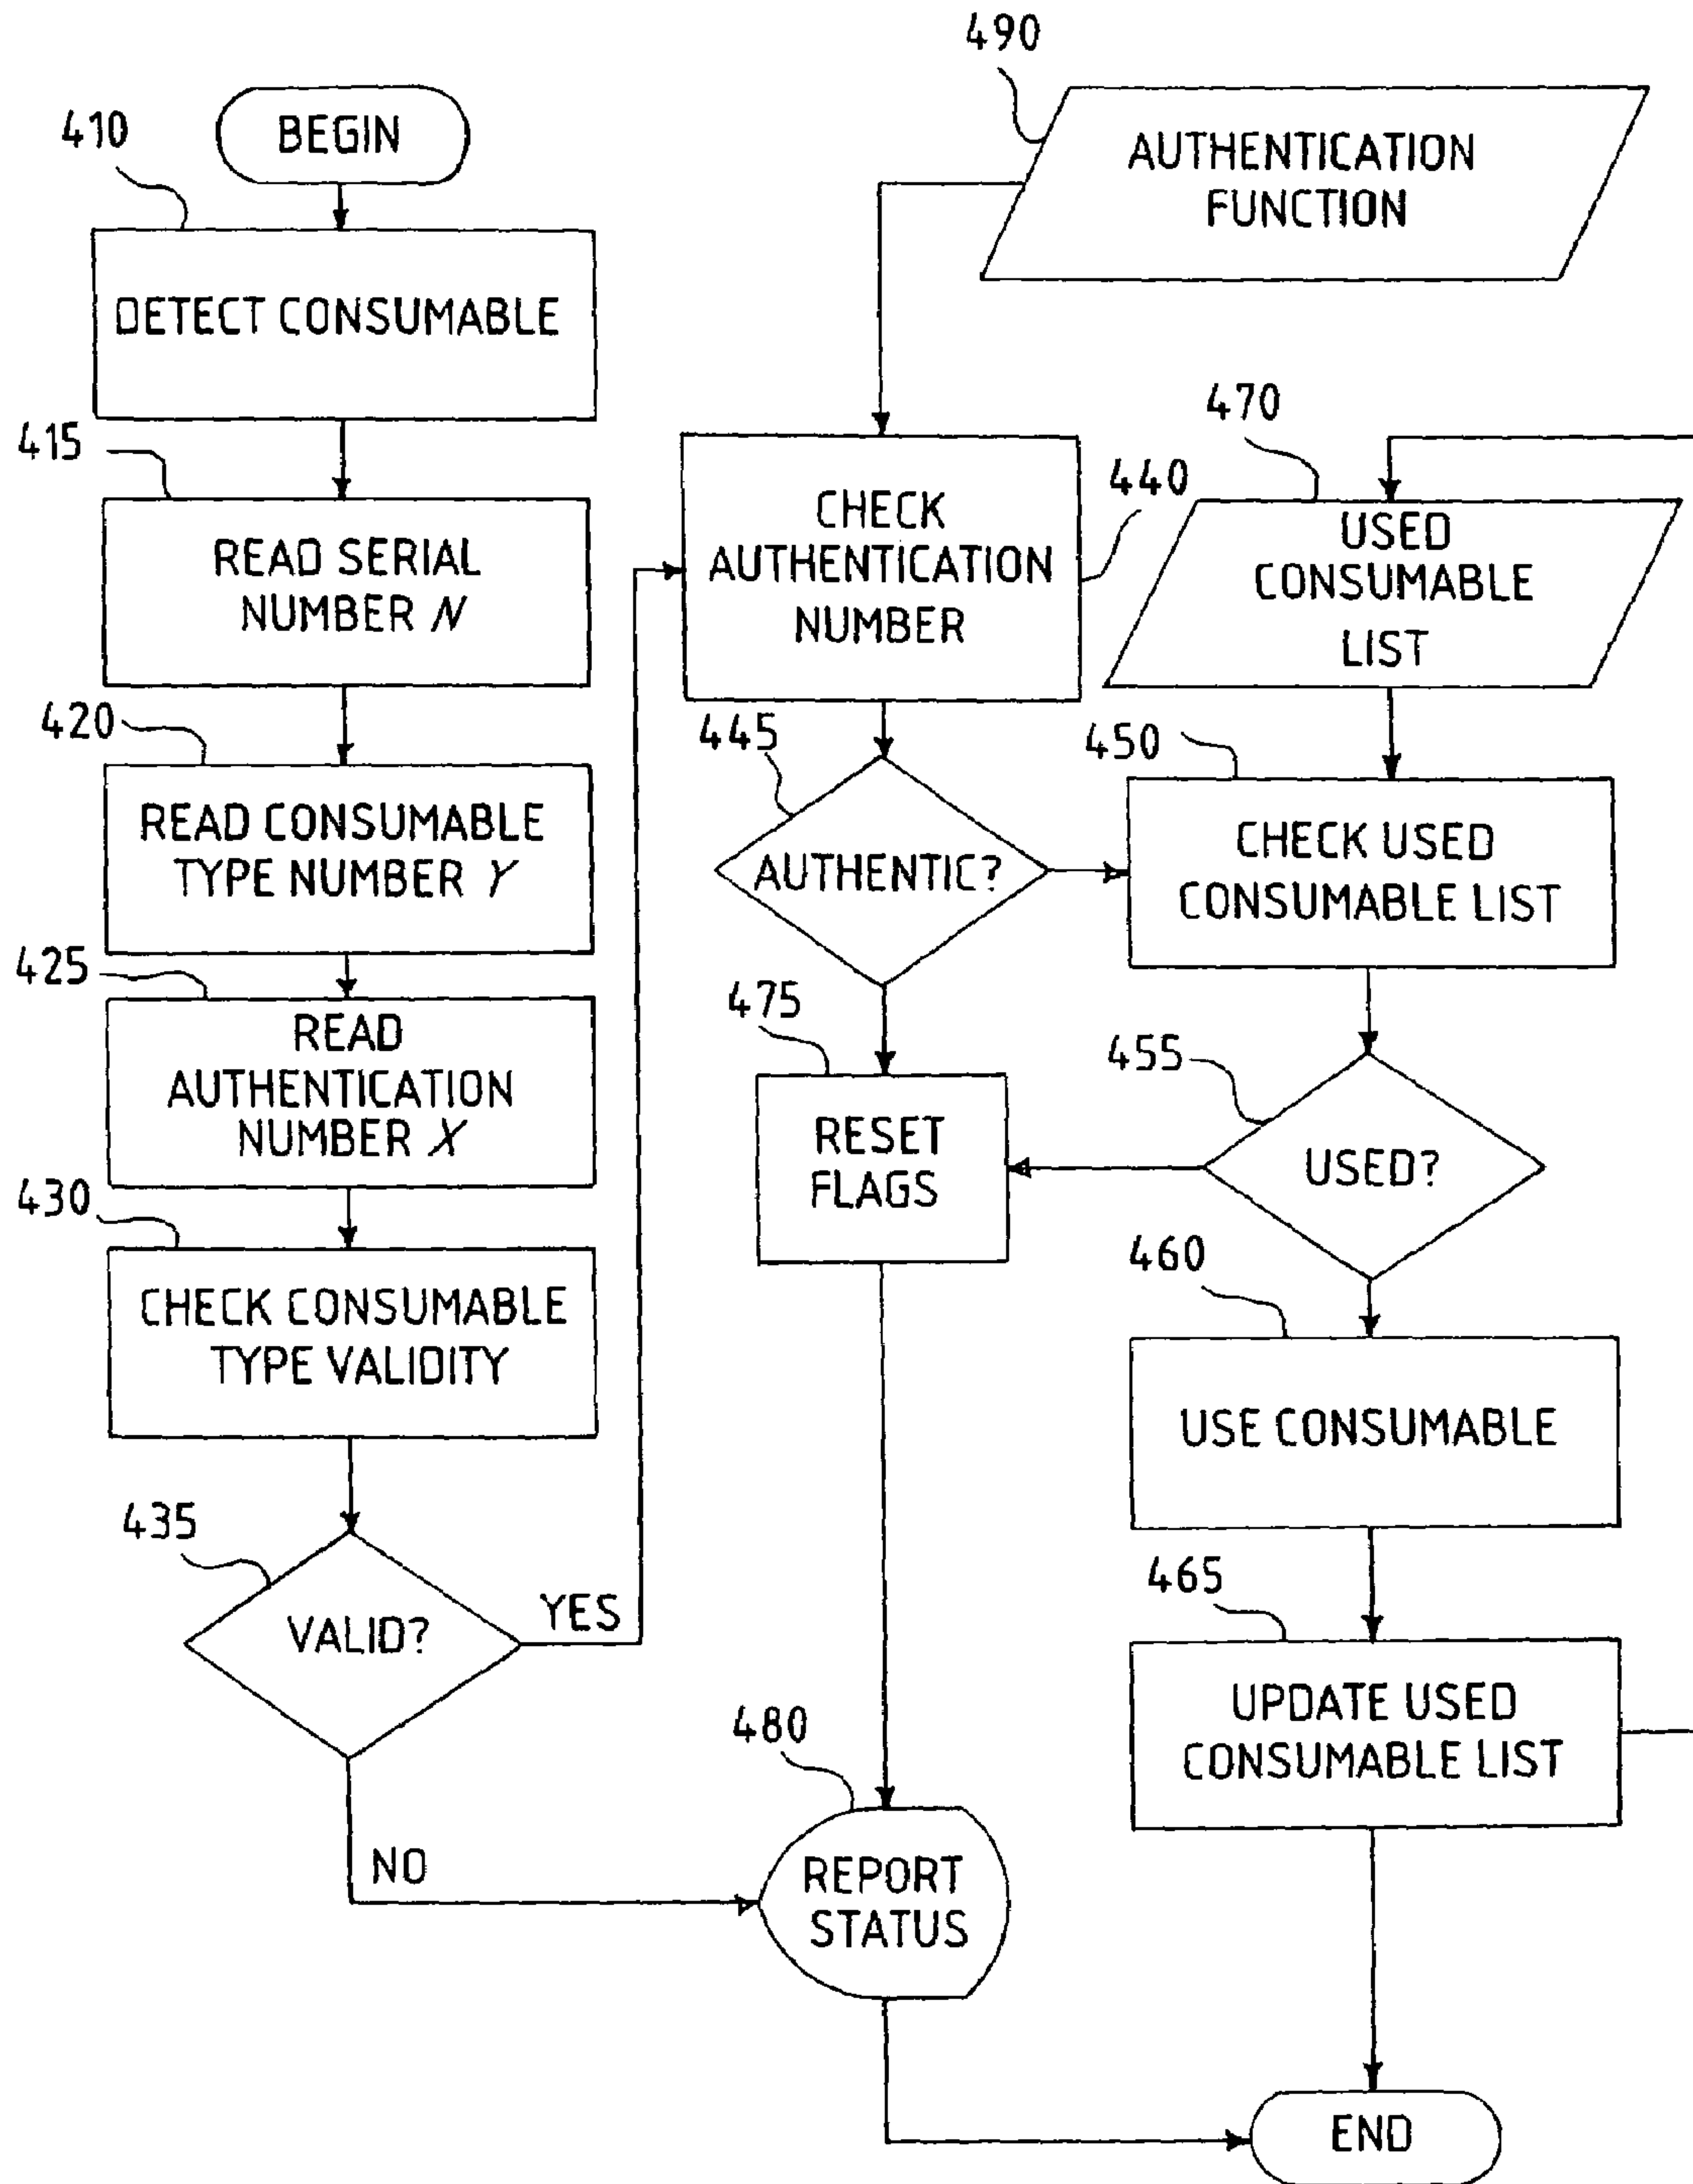 BEGIN
410
DETECT CONSUMABLE
415
READ SERIAL
NUMBER N
420
READ CONSUMABLE
TYPE NUMBER Y
425
READ
AUTHENTICATION
NUMBER X
430
CHECK CONSUMABLE
TYPE VALIDITY
435
VALID?
YES
NO
490
AUTHENTICATION
FUNCTION
CHECK
AUTHENTICATION
NUMBER
440
445
AUTHENTIC?
475
RESET
FLAGS
480
REPORT
STATUS
470
USED
CONSUMABLE
LIST
450
CHECK USED
CONSUMABLE LIST
455
USED?
460
USE CONSUMABLE
465
UPDATE USED
CONSUMABLE LIST
END